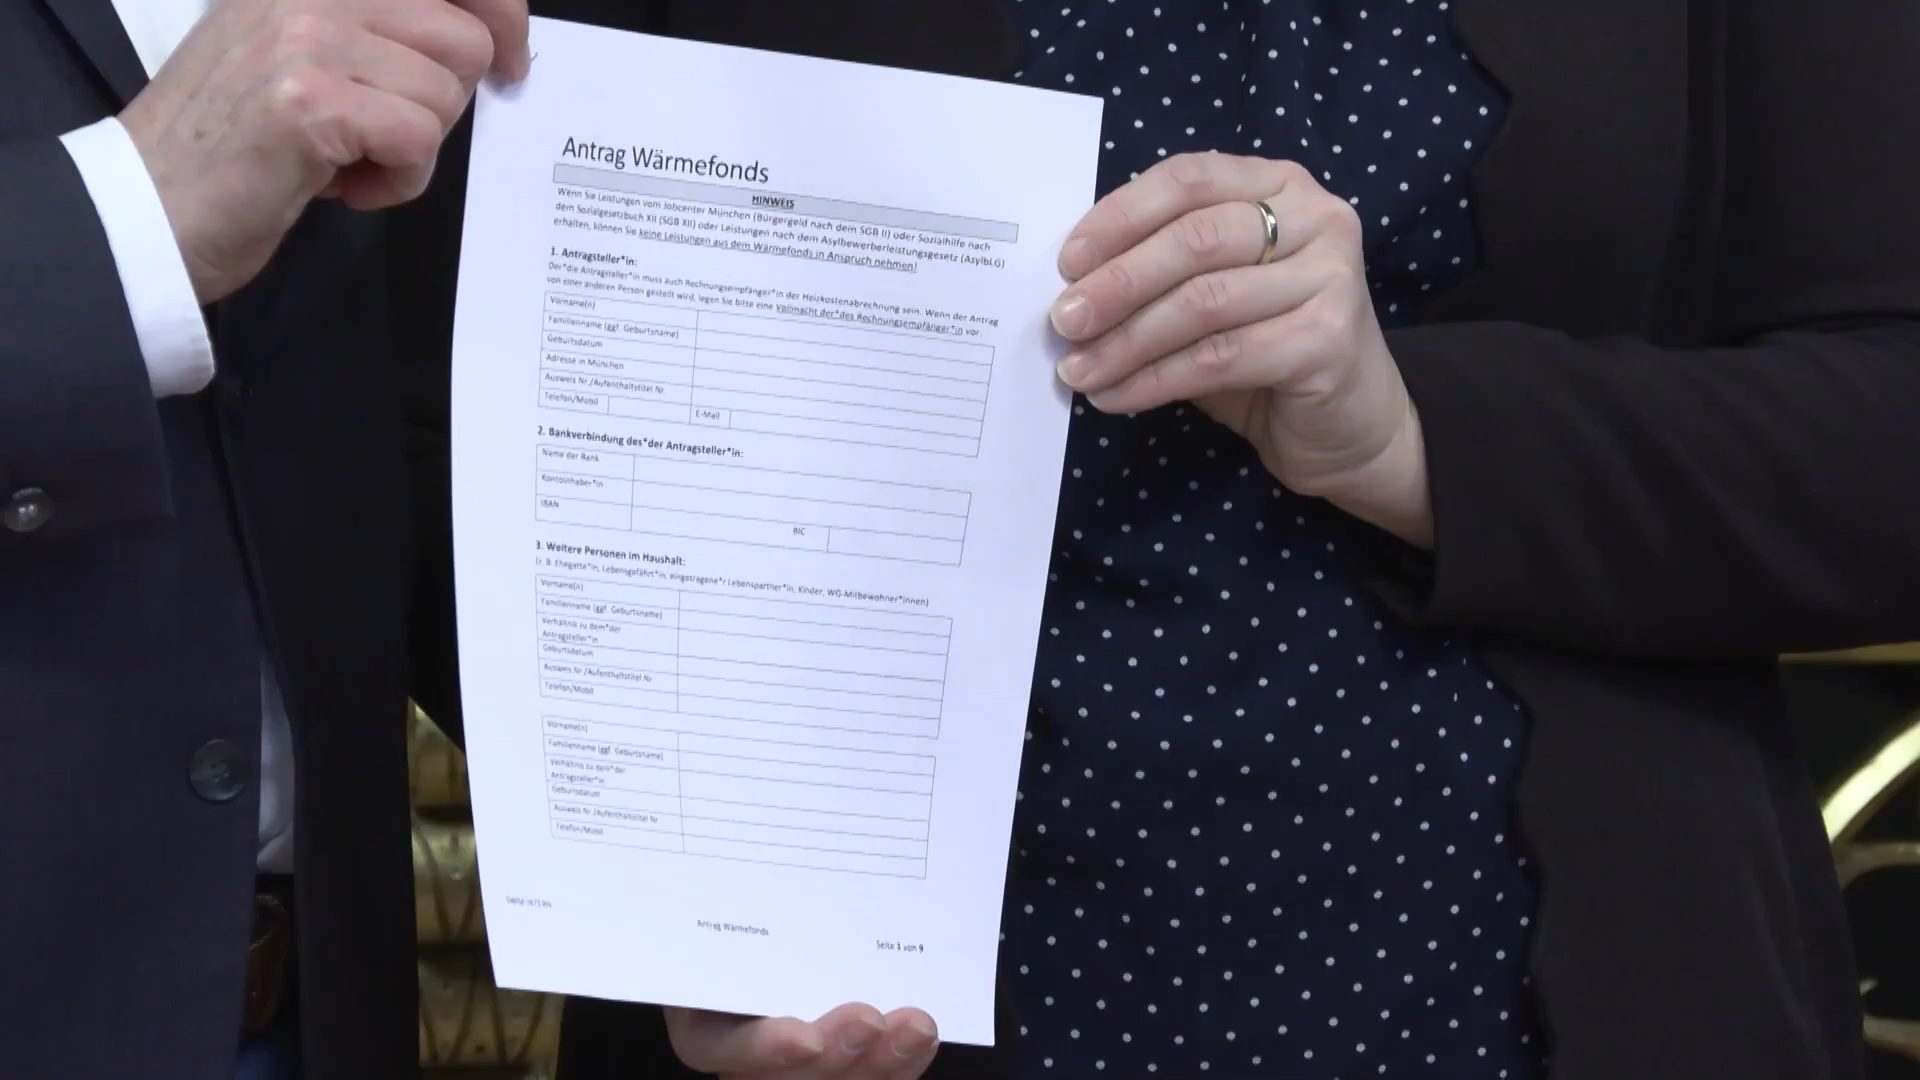 Antrag Wärmefonds
HINWEIS
Wenn Sie Leistungen vom Jobcenter München (Bürgergeld nach dem SGB II) oder Sozialhilfe nach
dem Sozialgesetzbuch XII (SGB XII) oder Leistungen nach dem Asylbewerberleistungsgesetz (AsylbLG)
erhalten, können Sie keine Leistungen aus dem Wärmefonds in Anspruch nehmen!
1. Antragsteller*in:
Der*die Antragsteller*in muss auch Rechnungsempfänger*in der Heizkostenabrechnung sein. Wenn der Antrag
von einer anderen Person gestellt wird, legen Sie bitte eine Vollmacht der*des Rechnungsempfänger*in vor.
Vorname(n)
Familienname (ggf. Geburtsname)
Geburtsdatum
Adresse in München
Ausweis Nr./Aufenthaltstitel Nr.
Telefon/Mobil E-Mail
2. Bankverbindung des*der Antragsteller*in:
Name der Bank
Kontoinhaber*in
IBAN BIC
3. Weitere Personen im Haushalt:
(z. B. Ehegatte*in, Lebensgefährt*in, eingetragene*r Lebenspartner*in, Kinder, WG-Mitbewohner*innen)
Vorname(n)
Familienname (ggf. Geburtsname)
Verhältnis zu dem*der
Antragsteller*in
Geburtsdatum
Ausweis Nr./Aufenthaltstitel Nr.
Telefon/Mobil
Vorname(n)
Familienname (ggf. Geburtsname)
Verhältnis zu dem*der
Antragsteller*in
Geburtsdatum
Ausweis Nr./Aufenthaltstitel Nr.
Telefon/Mobil
SWM INTERN
Antrag Wärmefonds
Seite 1 von 9